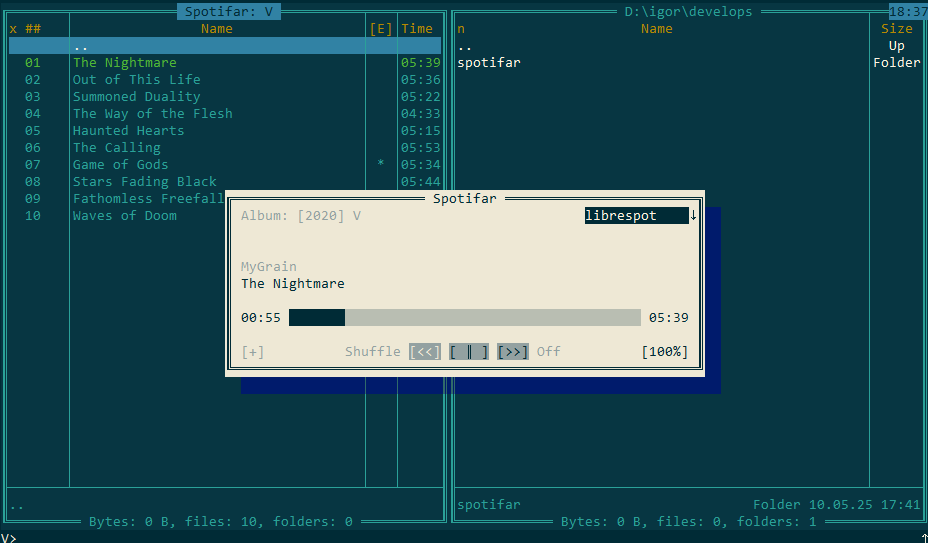 Spotifar: V
x ## Name [E] Time
..
01 The Nightmare 05:39
02 Out of This Life 05:36
03 Summoned Duality 05:22
04 The Way of the Flesh 04:33
05 Haunted Hearts 05:15
06 The Calling 05:53
07 Game of Gods * 05:34
08 Stars Fading Black 05:44
09 Fathomless Freefall
10 Waves of Doom
..
Bytes: 0 B, files: 10, folders: 0
D:\igor\develops 18:37
n Name Size
.. Up
spotifar Folder
spotifar Folder 10.05.25 17:41
Bytes: 0 B, files: 0, folders: 1
Spotifar
Album: [2020] V librespot ↓
MyGrain
The Nightmare
00:55 05:39
[+] Shuffle [<<] [ ‖ ] [>>] Off [100%]
V> ↑